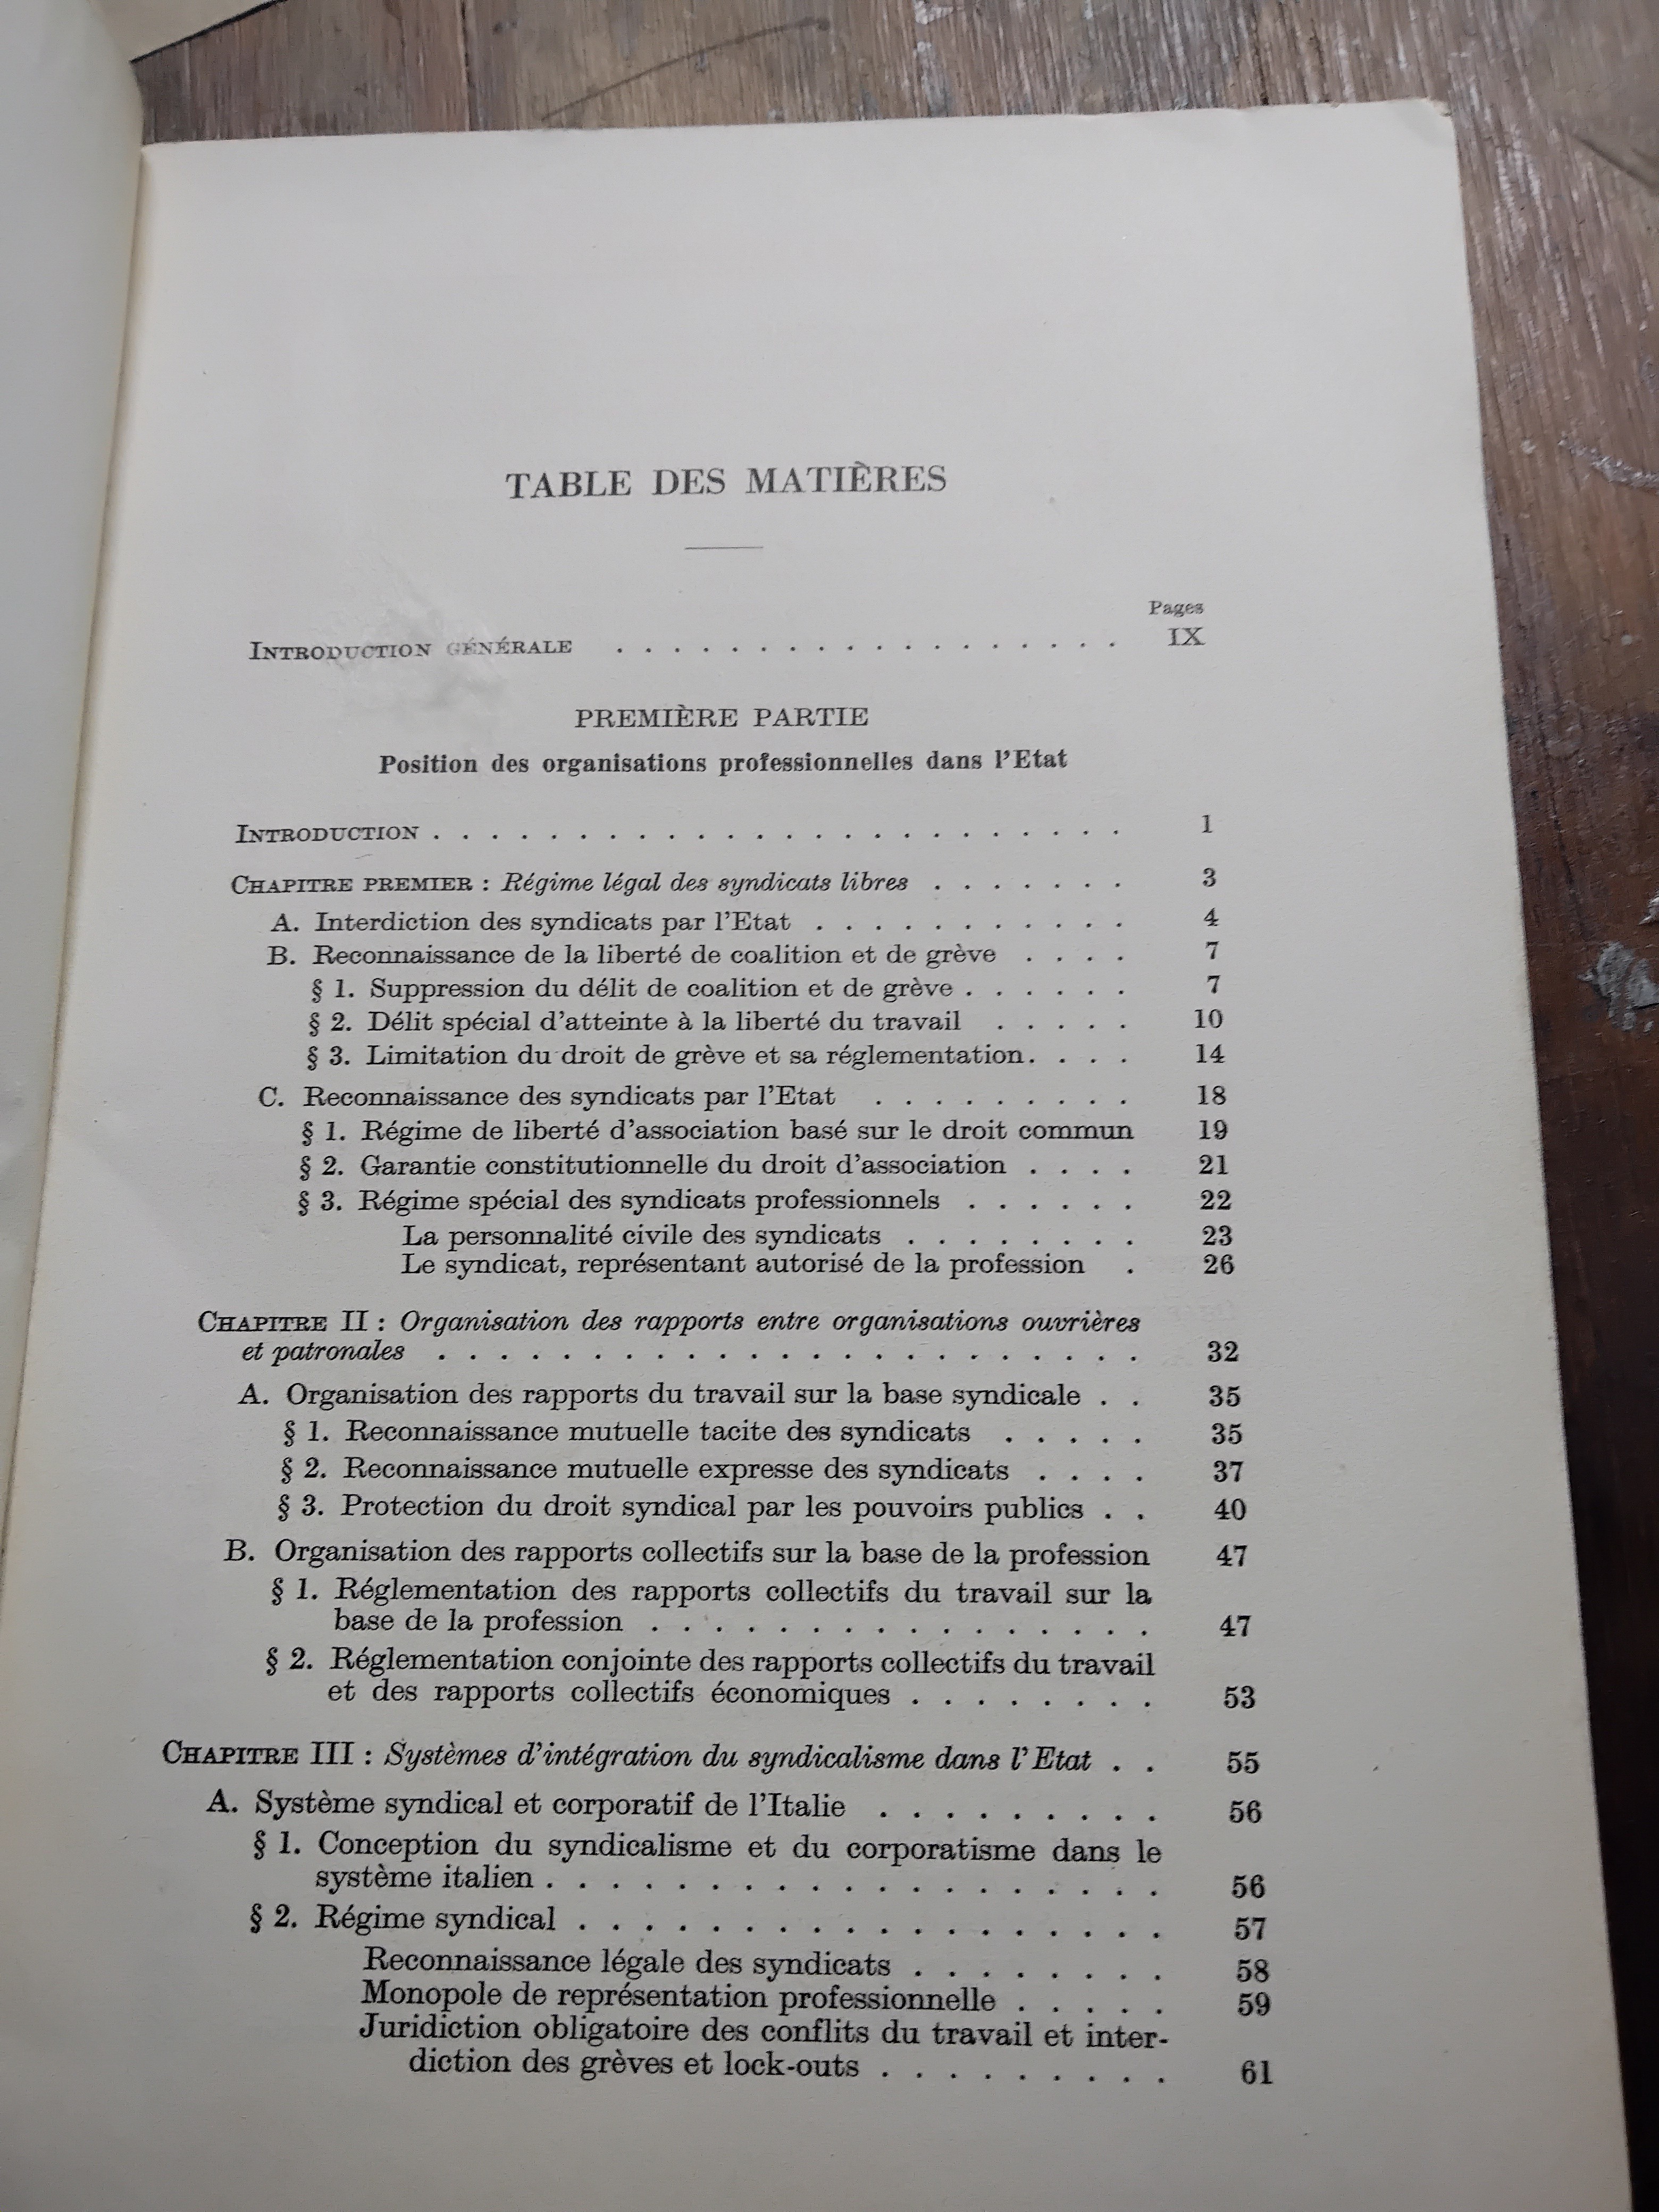 TABLE DES MATIÈRES
Pages
INTRODUCTION GÉNÉRALE . . . . . . . . . . . . . . . . . . IX
PREMIÈRE PARTIE
Position des organisations professionnelles dans l'Etat
INTRODUCTION . . . . . . . . . . . . . . . . . . . . . . . . 1
CHAPITRE PREMIER : Régime légal des syndicats libres . . . . . . . 3
A. Interdiction des syndicats par l'Etat . . . . . . . . . . . 4
B. Reconnaissance de la liberté de coalition et de grève . . . . 7
§ 1. Suppression du délit de coalition et de grève . . . . . . 7
§ 2. Délit spécial d'atteinte à la liberté du travail . . . . . 10
§ 3. Limitation du droit de grève et sa réglementation . . . . 14
C. Reconnaissance des syndicats par l'Etat . . . . . . . . . 18
§ 1. Régime de liberté d'association basé sur le droit commun 19
§ 2. Garantie constitutionnelle du droit d'association . . . . 21
§ 3. Régime spécial des syndicats professionnels . . . . . . 22
La personnalité civile des syndicats . . . . . . . . 23
Le syndicat, représentant autorisé de la profession . 26
CHAPITRE II : Organisation des rapports entre organisations ouvrières
et patronales . . . . . . . . . . . . . . . . . . . . . . . 32
A. Organisation des rapports du travail sur la base syndicale . . 35
§ 1. Reconnaissance mutuelle tacite des syndicats . . . . . 35
§ 2. Reconnaissance mutuelle expresse des syndicats . . . . 37
§ 3. Protection du droit syndical par les pouvoirs publics . . 40
B. Organisation des rapports collectifs sur la base de la profession 47
§ 1. Réglementation des rapports collectifs du travail sur la
base de la profession . . . . . . . . . . . . . . . . 47
§ 2. Réglementation conjointe des rapports collectifs du travail
et des rapports collectifs économiques . . . . . . . . 53
CHAPITRE III : Systèmes d'intégration du syndicalisme dans l'Etat . . 55
A. Système syndical et corporatif de l'Italie . . . . . . . . . 56
§ 1. Conception du syndicalisme et du corporatisme dans le
système italien . . . . . . . . . . . . . . . . . . . 56
§ 2. Régime syndical . . . . . . . . . . . . . . . . . . 57
Reconnaissance légale des syndicats . . . . . . . . 58
Monopole de représentation professionnelle . . . . . 59
Juridiction obligatoire des conflits du travail et inter-
diction des grèves et lock-outs . . . . . . . . . 61